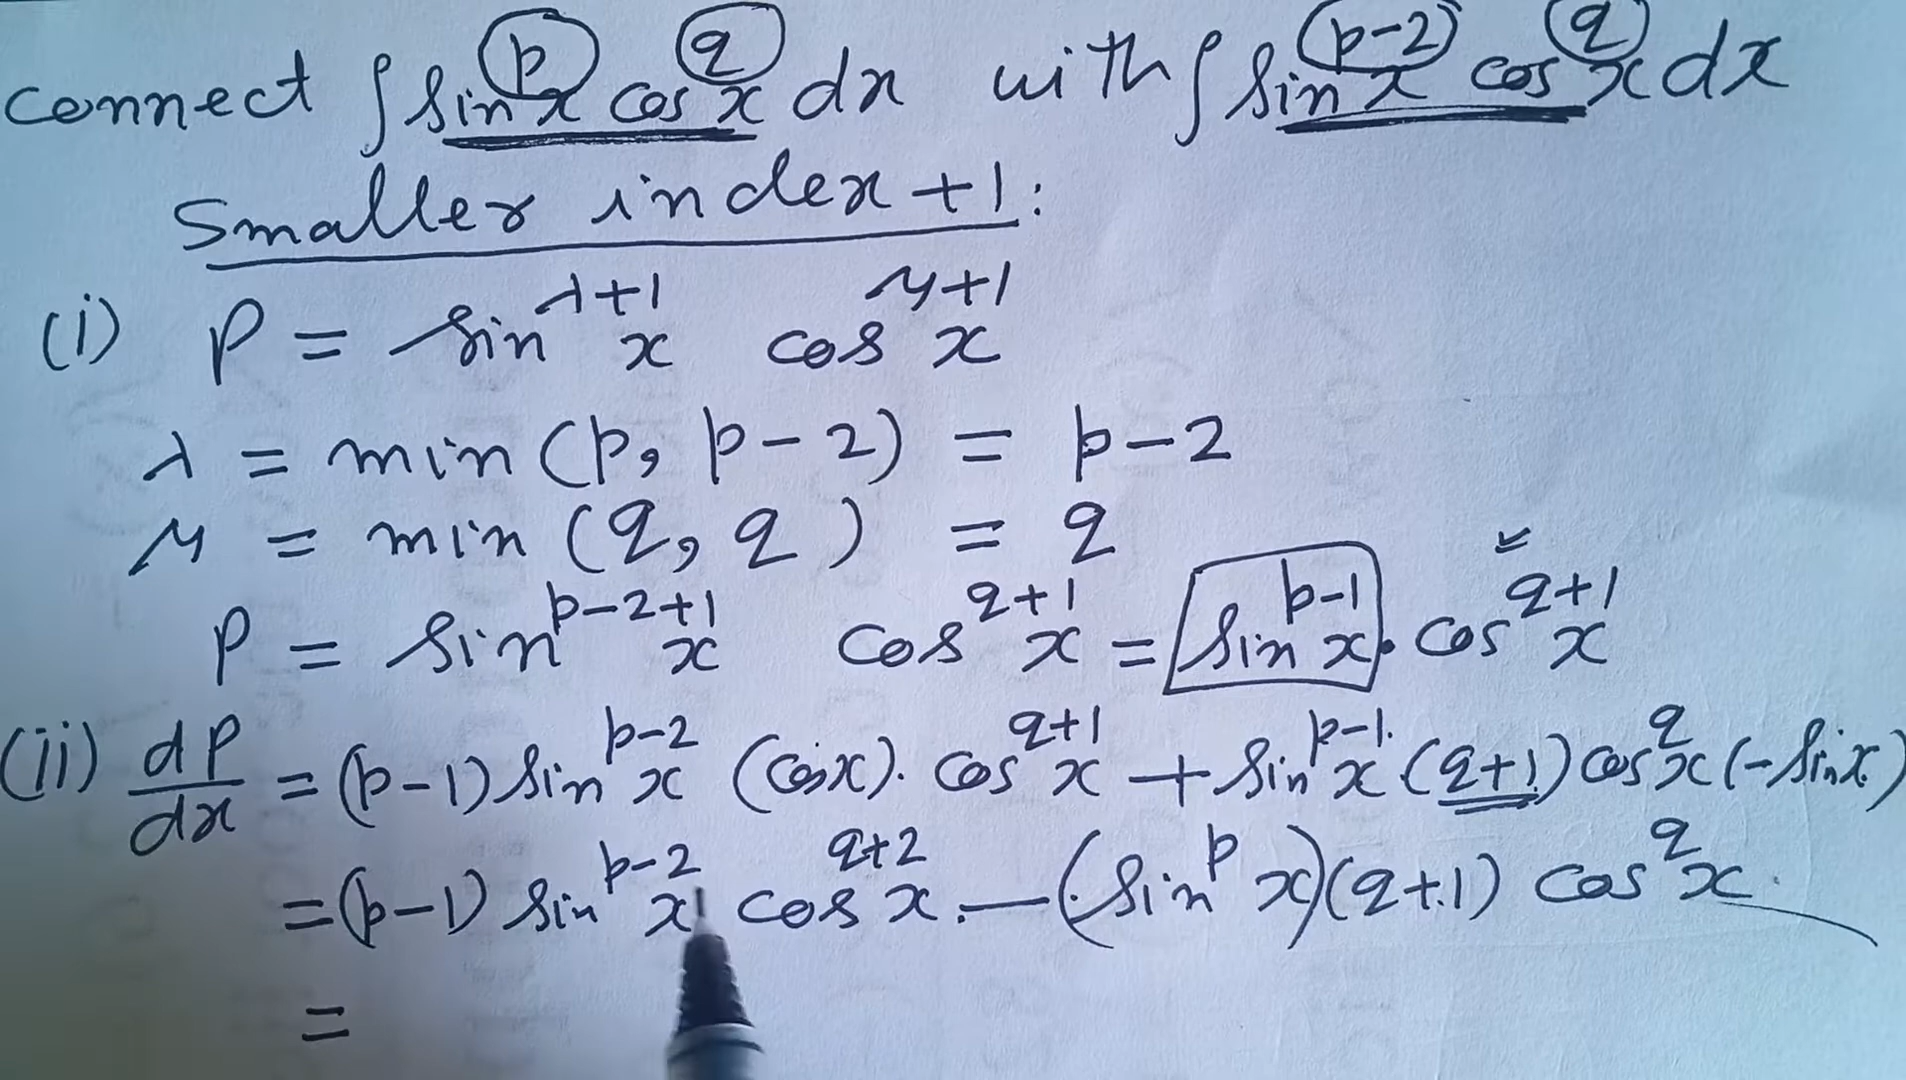 connect ∫ sin^p x cos^q x dx with ∫ sin^(p-2) x cos^q x dx
Smaller index+1:
(i) P = sin^(λ+1) x cos^(μ+1) x
λ = min (p, p-2) = p-2
μ = min (q, q) = q
P = sin^(p-2+1) x cos^(q+1) x = sin^(p-1) x . cos^(q+1) x
(ii) dP/dx = (p-1) sin^(p-2) x (cosx). cos^(q+1) x + sin^(p-1) x (q+1) cos^q x (-sinx)
= (p-1) sin^(p-2) x cos^(q+2) x. — (sin^p x)(q+1) cos^q x.
=